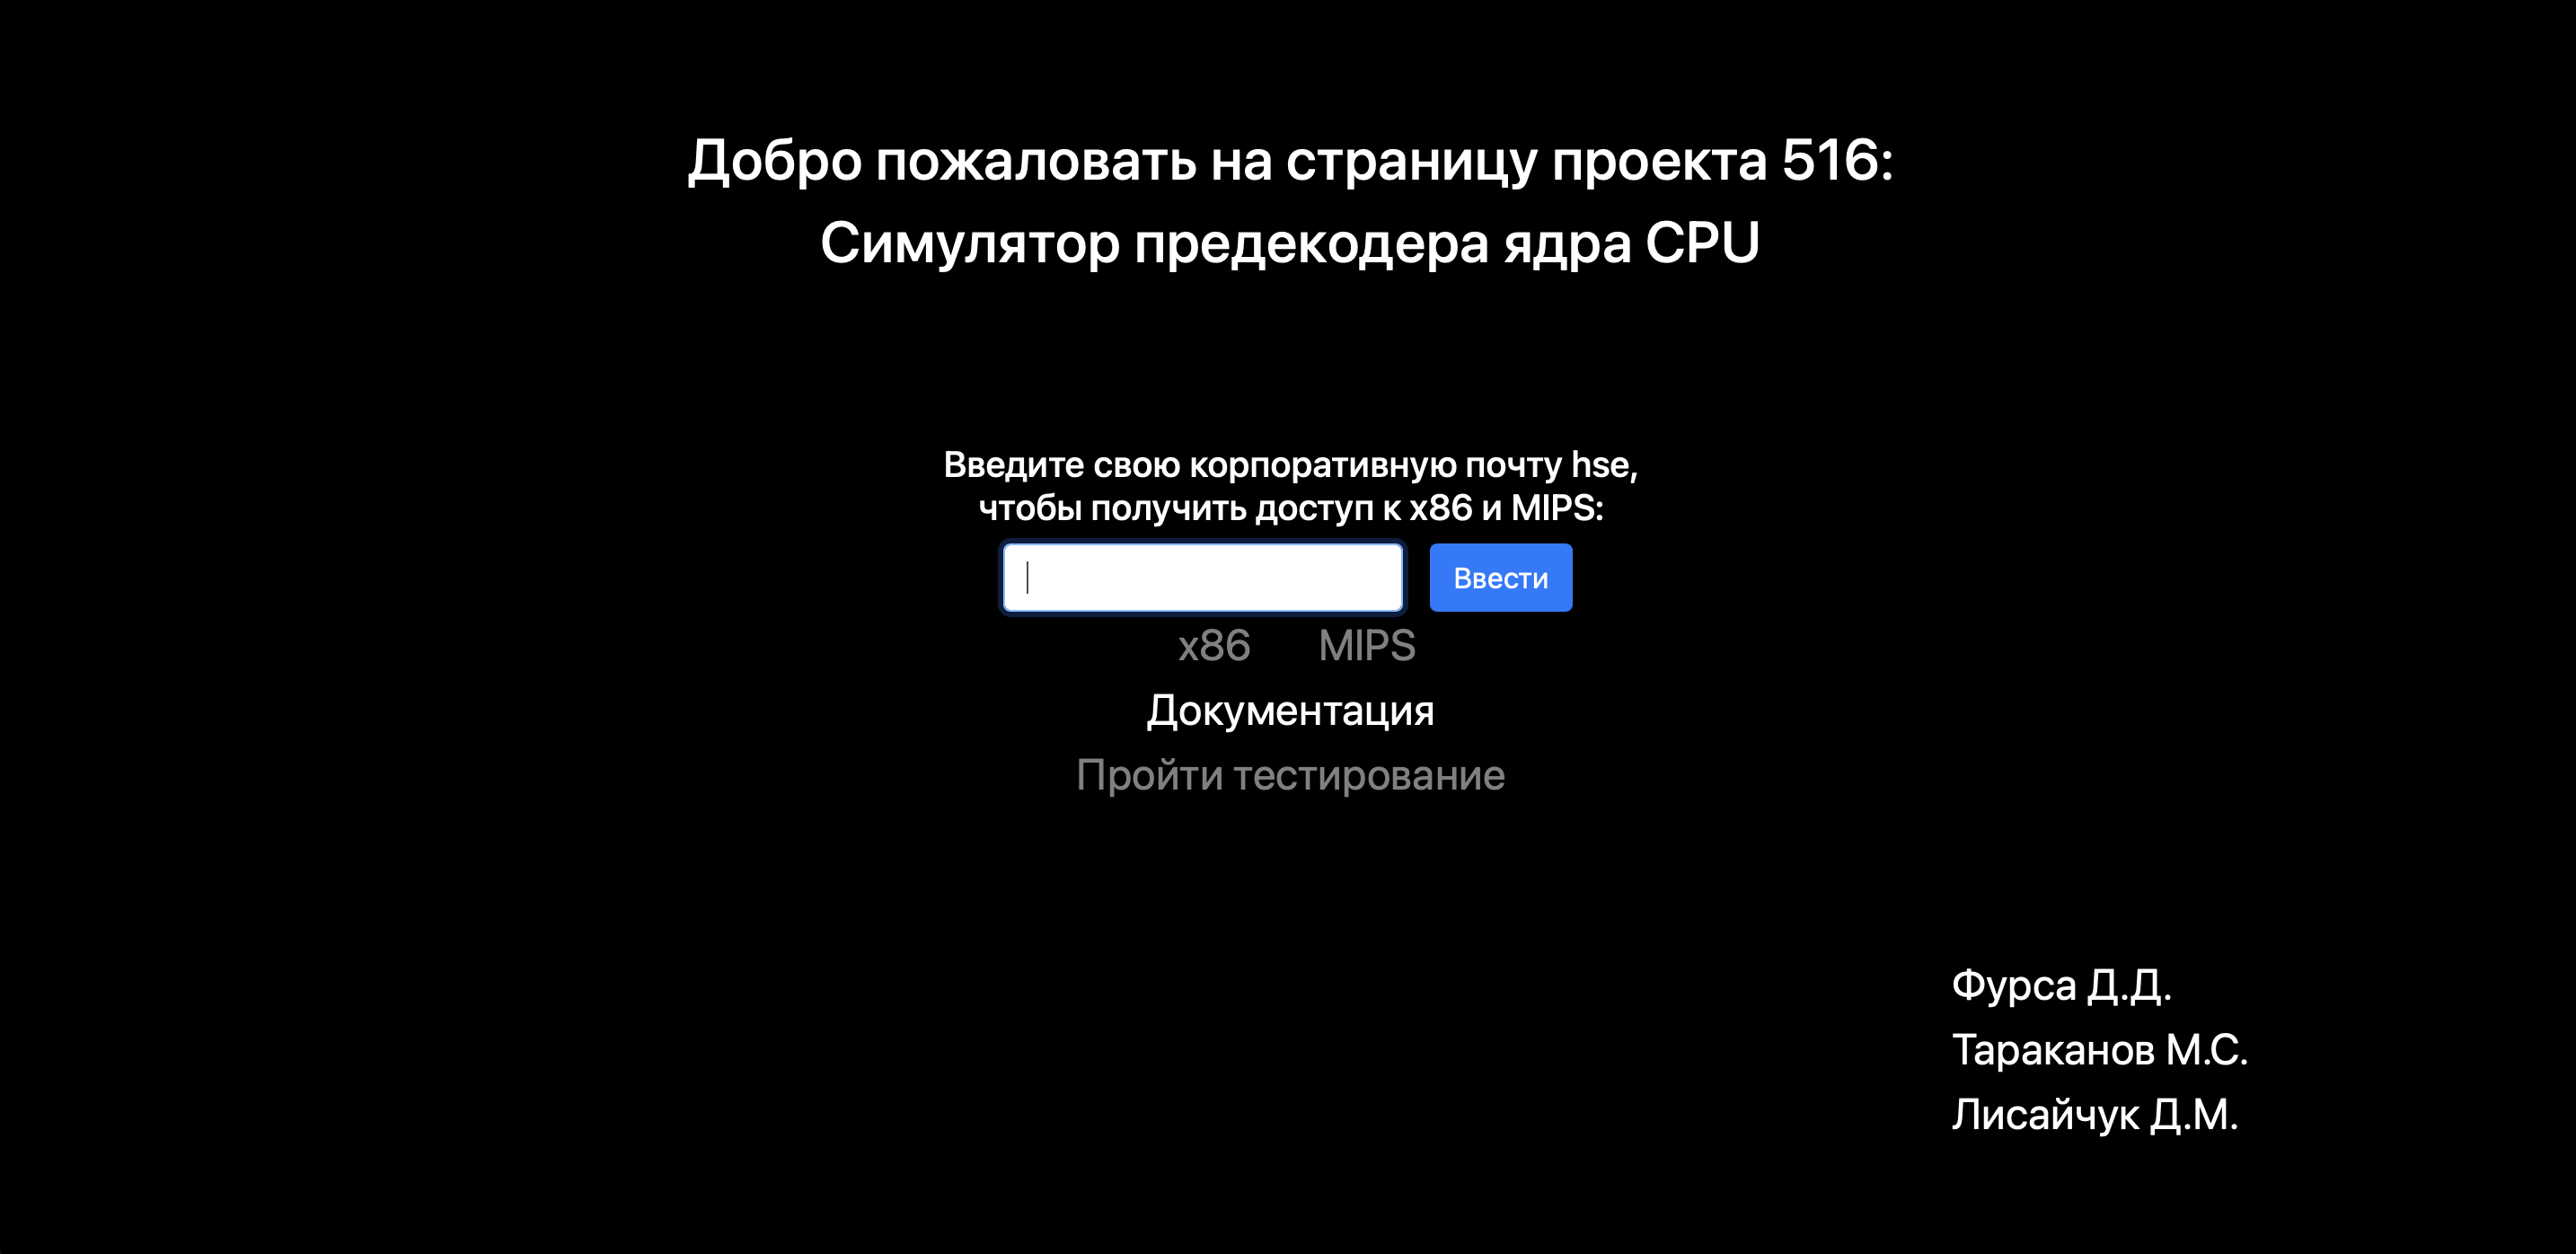 Добро пожаловать на страницу проекта 516:
Симулятор предекодера ядра CPU
Введите свою корпоративную почту hse,
чтобы получить доступ к x86 и MIPS:
Ввести
x86 MIPS
Документация
Пройти тестирование
Фурса Д.Д.
Тараканов М.С.
Лисайчук Д.М.